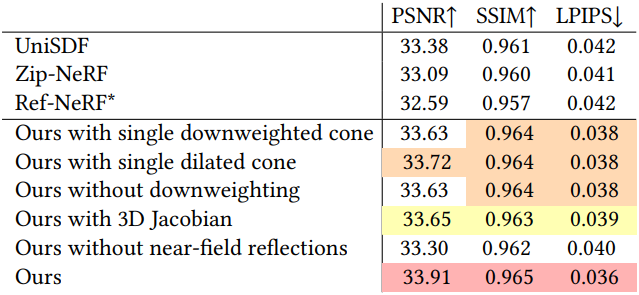 PSNR↑ SSIM↑ LPIPS↓
UniSDF 33.38 0.961 0.042
Zip-NeRF 33.09 0.960 0.041
Ref-NeRF* 32.59 0.957 0.042
Ours with single downweighted cone 33.63 0.964 0.038
Ours with single dilated cone 33.72 0.964 0.038
Ours without downweighting 33.63 0.964 0.038
Ours with 3D Jacobian 33.65 0.963 0.039
Ours without near-field reflections 33.30 0.962 0.040
Ours 33.91 0.965 0.036